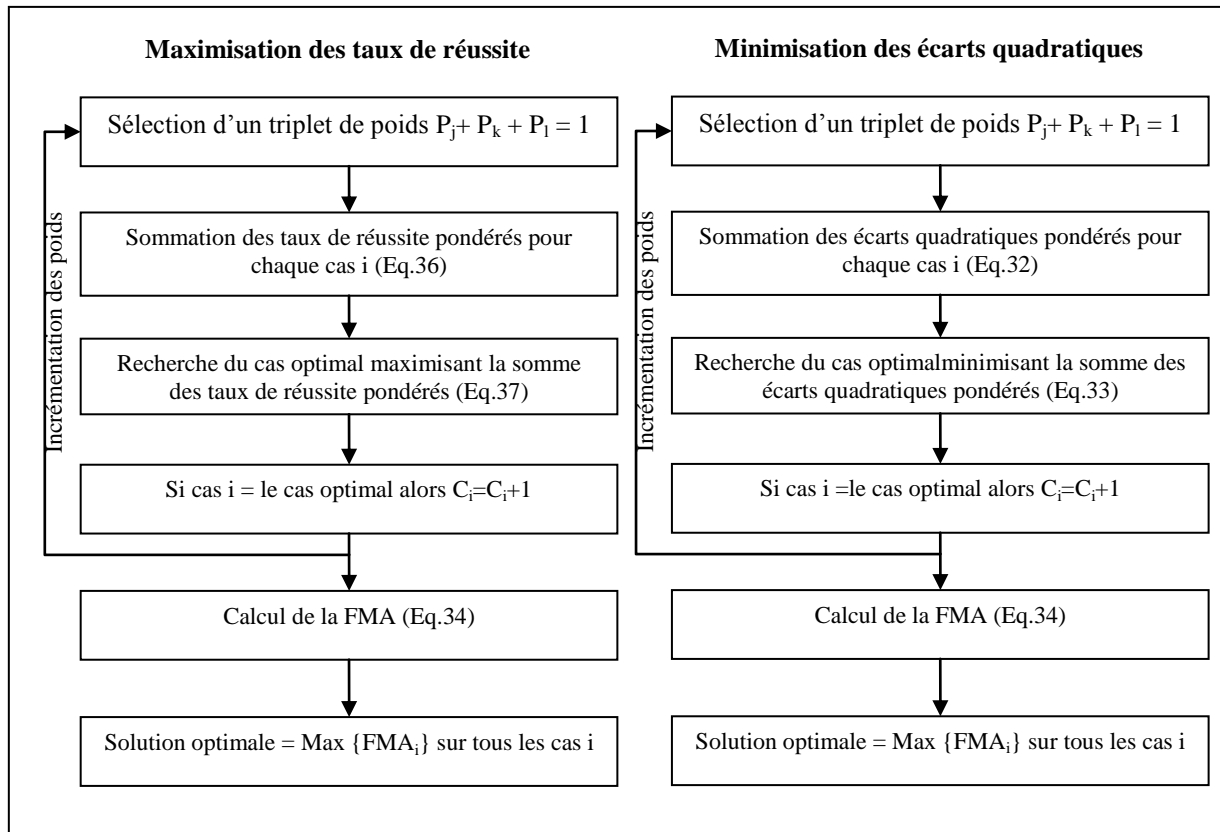 Maximisation des taux de réussite
Sélection d'un triplet de poids Pj+ Pk + Pl = 1
Incrémentation des poids
Sommation des taux de réussite pondérés pour
chaque cas i (Eq.36)
Recherche du cas optimal maximisant la somme
des taux de réussite pondérés (Eq.37)
Si cas i = le cas optimal alors Ci=Ci+1
Calcul de la FMA (Eq.34)
Solution optimale = Max {FMAi} sur tous les cas i
Minimisation des écarts quadratiques
Sélection d'un triplet de poids Pj+ Pk + Pl = 1
Incrémentation des poids
Sommation des écarts quadratiques pondérés pour
chaque cas i (Eq.32)
Recherche du cas optimalminimisant la somme des
écarts quadratiques pondérés (Eq.33)
Si cas i =le cas optimal alors Ci=Ci+1
Calcul de la FMA (Eq.34)
Solution optimale = Max {FMAi} sur tous les cas i